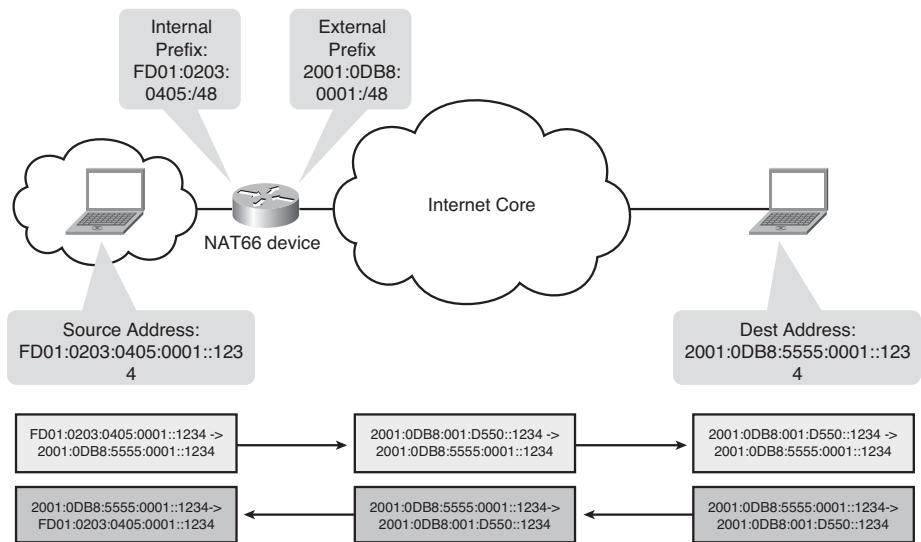 Internal
Prefix:
FD01:0203:
0405:/48
External
Prefix
2001:0DB8:
0001:/48
Internet Core
NAT66 device
Source Address:
FD01:0203:0405:0001::123
4
Dest Address:
2001:0DB8:5555:0001::123
4
FD01:0203:0405:0001::1234 ->
2001:0DB8:5555:0001::1234
2001:0DB8:001:D550::1234 ->
2001:0DB8:5555:0001::1234
2001:0DB8:001:D550::1234 ->
2001:0DB8:5555:0001::1234
2001:0DB8:5555:0001::1234->
FD01:0203:0405:0001::1234
2001:0DB8:5555:0001::1234->
2001:0DB8:001:D550::1234
2001:0DB8:5555:0001::1234->
2001:0DB8:001:D550::1234